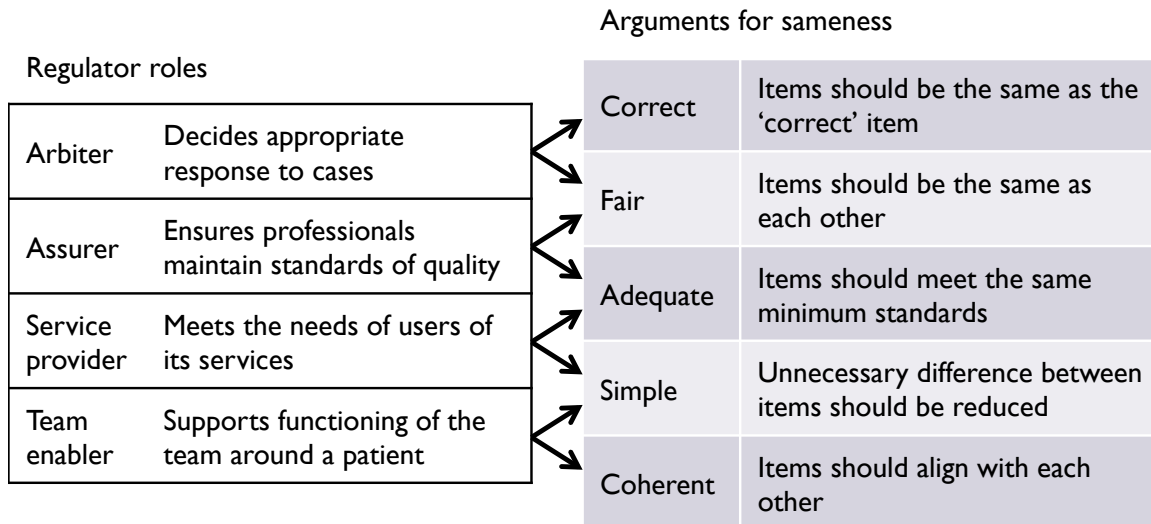 Arguments for sameness
Regulator roles
Arbiter
Decides appropriate
response to cases
Assurer
Ensures professionals
maintain standards of quality
Service
provider
Meets the needs of users of
its services
Team
enabler
Supports functioning of the
team around a patient
Correct
Items should be the same as the
‘correct’ item
Fair
Items should be the same as
each other
Adequate
Items should meet the same
minimum standards
Simple
Unnecessary difference between
items should be reduced
Coherent
Items should align with each
other